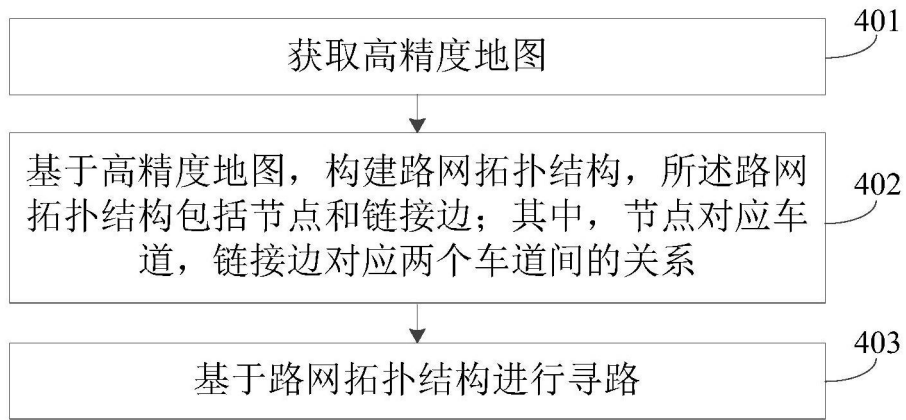 401
获取高精度地图
基于高精度地图，构建路网拓扑结构，所述路网
拓扑结构包括节点和链接边；其中，节点对应车
道，链接边对应两个车道间的关系
402
403
基于路网拓扑结构进行寻路